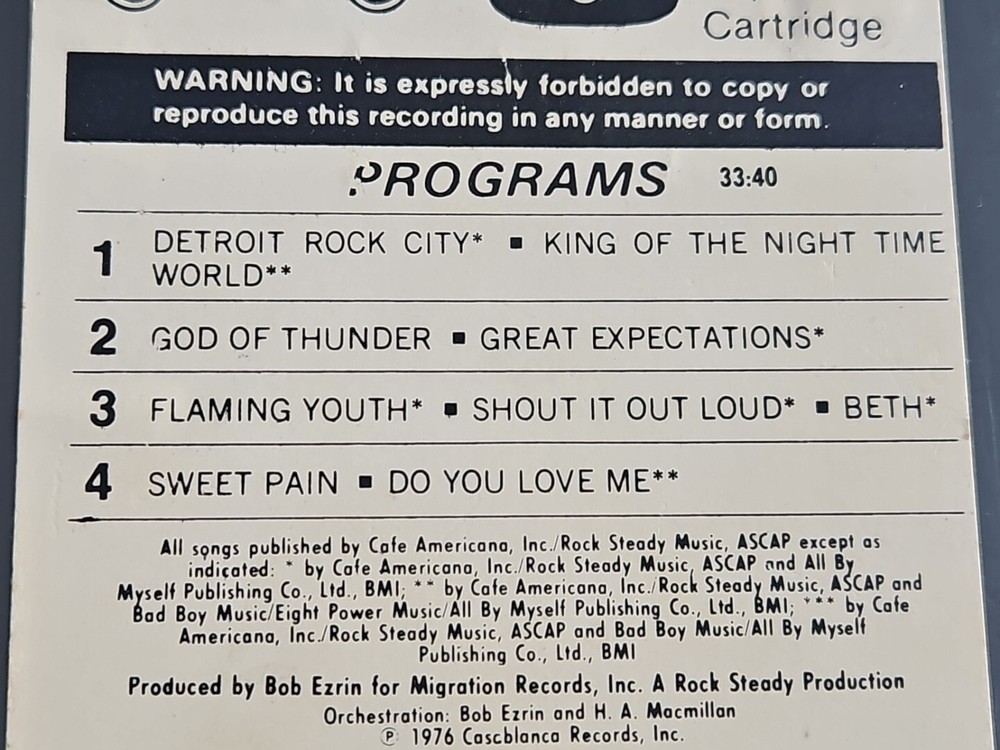 Cartridge
WARNING: It is expressly forbidden to copy or
reproduce this recording in any manner or form.
PROGRAMS 33:40
1 DETROIT ROCK CITY* ▪ KING OF THE NIGHT TIME
WORLD**
2 GOD OF THUNDER ▪ GREAT EXPECTATIONS*
3 FLAMING YOUTH* ▪ SHOUT IT OUT LOUD* ▪ BETH*
4 SWEET PAIN ▪ DO YOU LOVE ME**
All songs published by Cafe Americana, Inc./Rock Steady Music, ASCAP except as
indicated: * by Cafe Americana, Inc./Rock Steady Music, ASCAP and All By
Myself Publishing Co., Ltd., BMI; ** by Cafe Americana, Inc./Rock Steady Music, ASCAP and
Bad Boy Music/Eight Power Music/All By Myself Publishing Co., Ltd., BMI; *** by Cafe
Americana, Inc./Rock Steady Music, ASCAP and Bad Boy Music/All By Myself
Publishing Co., Ltd., BMI
Produced by Bob Ezrin for Migration Records, Inc. A Rock Steady Production
Orchestration: Bob Ezrin and H. A. Macmillan
℗ 1976 Cascblanca Records, Inc.